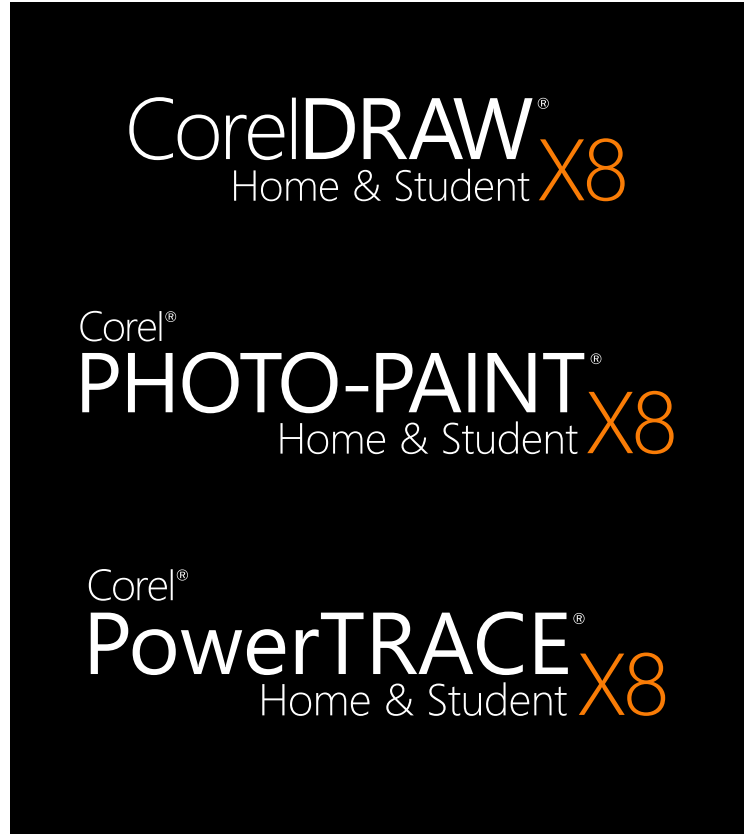 CorelDRAW®
Home & Student X8
Corel®
PHOTO-PAINT®
Home & Student X8
Corel®
PowerTRACE®
Home & Student X8